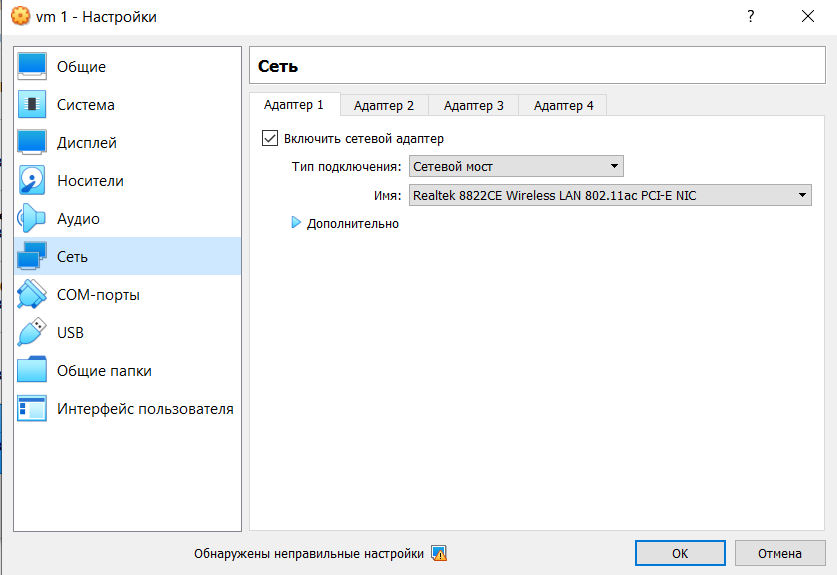 vm 1 - Настройки
?
Общие
Система
Дисплей
Носители
Аудио
Сеть
COM-порты
USB
Общие папки
Интерфейс пользователя
Сеть
Адаптер 1 Адаптер 2 Адаптер 3 Адаптер 4
Включить сетевой адаптер
Тип подключения: Сетевой мост
Имя: Realtek 8822CE Wireless LAN 802.11ac PCI-E NIC
Дополнительно
Обнаружены неправильные настройки
OK Отмена